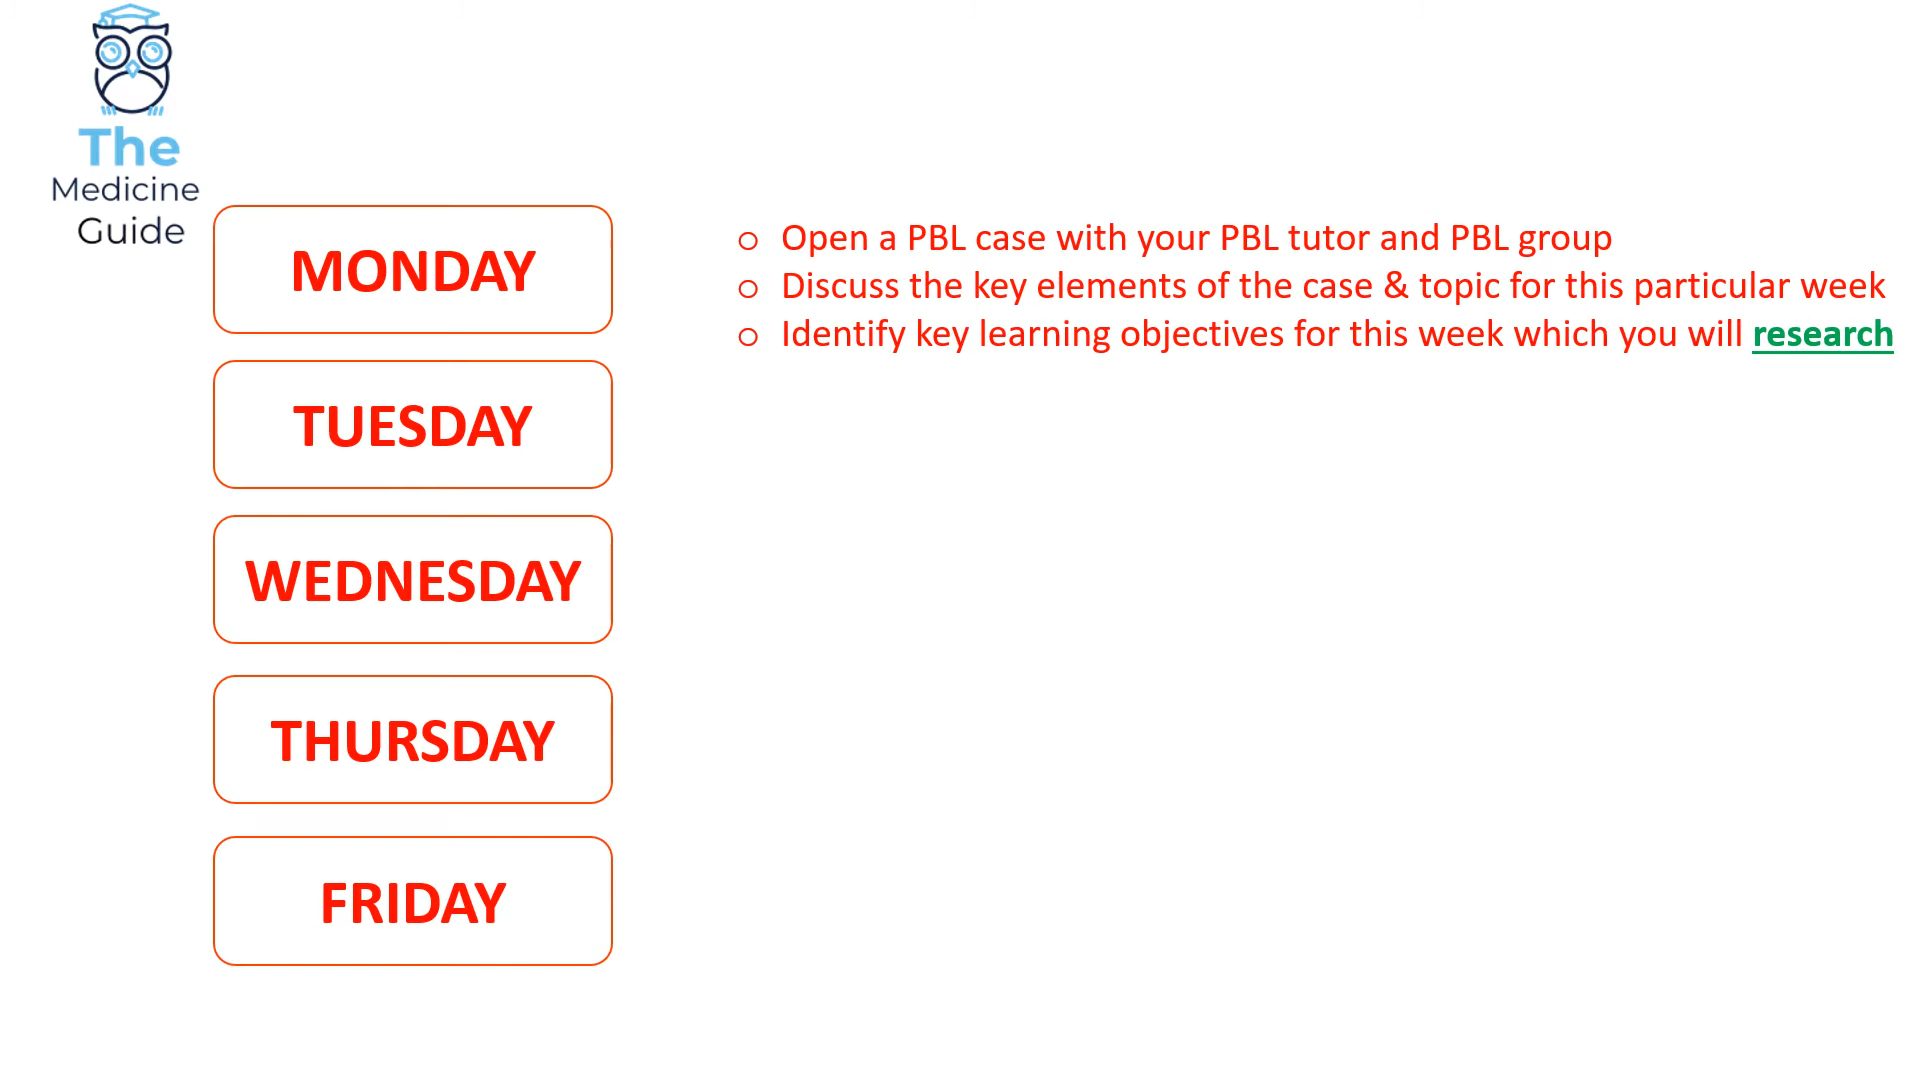 The
Medicine
Guide
MONDAY
○ Open a PBL case with your PBL tutor and PBL group
○ Discuss the key elements of the case & topic for this particular week
○ Identify key learning objectives for this week which you will research
TUESDAY
WEDNESDAY
THURSDAY
FRIDAY